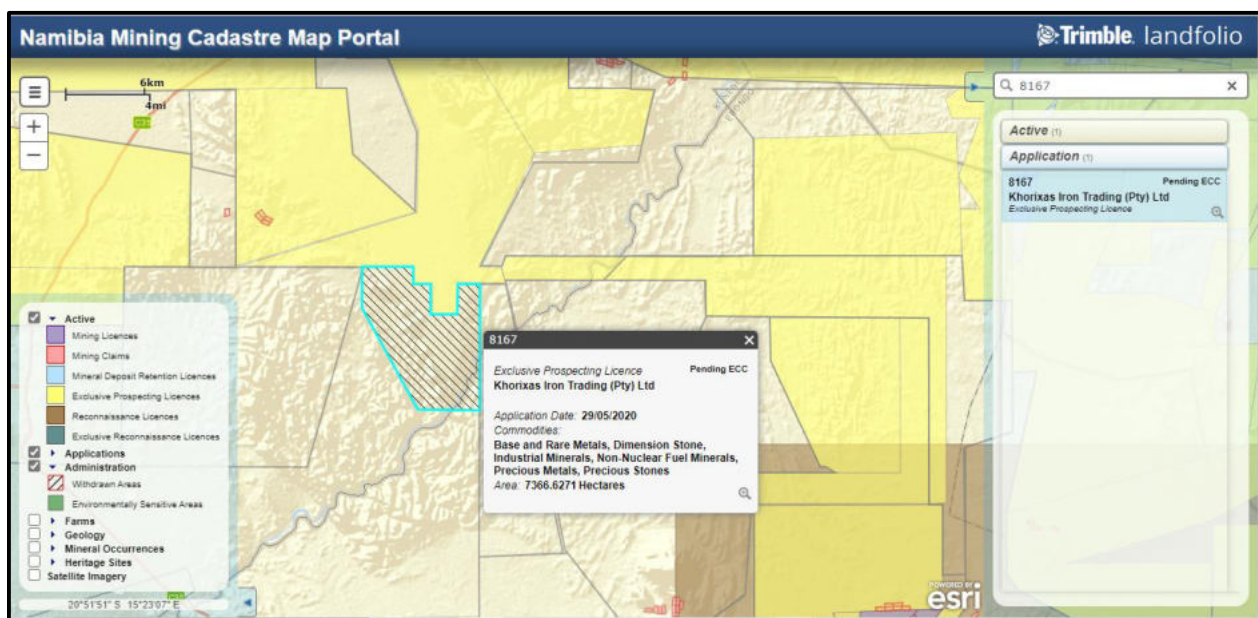 Namibia Mining Cadastre Map Portal
Trimble. landfolio
6km
4mi
8167
Active (1)
Application (1)
8167 Pending ECC
Khorixas Iron Trading (Pty) Ltd
Exclusive Prospecting Licence
8167
Exclusive Prospecting Licence Pending ECC
Khorixas Iron Trading (Pty) Ltd
Application Date: 29/05/2020
Commodities:
Base and Rare Metals, Dimension Stone,
Industrial Minerals, Non-Nuclear Fuel Minerals,
Precious Metals, Precious Stones
Area: 7366.6271 Hectares
Active
Mining Licences
Mining Claims
Mineral Deposit Retention Licences
Exclusive Prospecting Licences
Reconnaissance Licences
Exclusive Reconnaissance Licences
Applications
Administration
Withdrawn Areas
Environmentally Sensitive Areas
Farms
Geology
Mineral Occurrences
Heritage Sites
Satellite Imagery
20°51'51" S 15°23'07" E
POWERED BY
esri